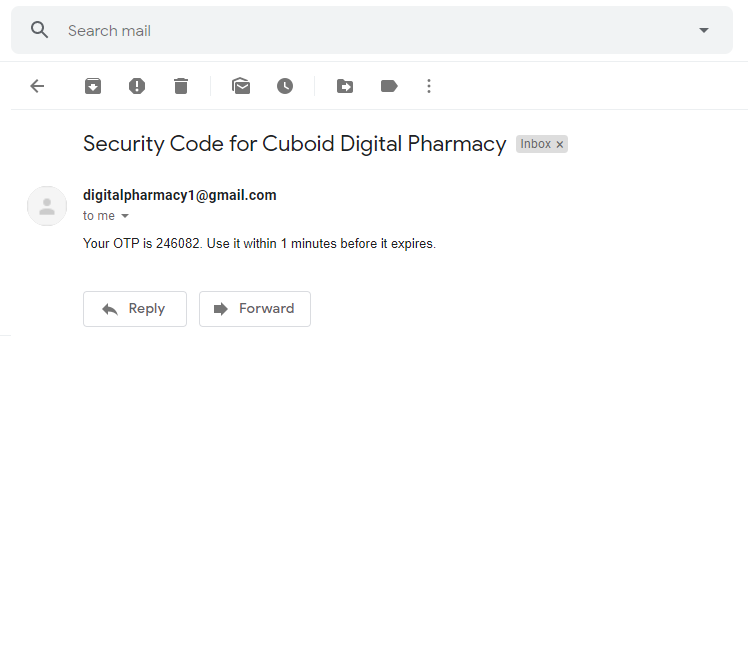 Search mail
Security Code for Cuboid Digital Pharmacy Inbox ×
digitalpharmacy1@gmail.com
to me
Your OTP is 246082. Use it within 1 minutes before it expires.
Reply Forward